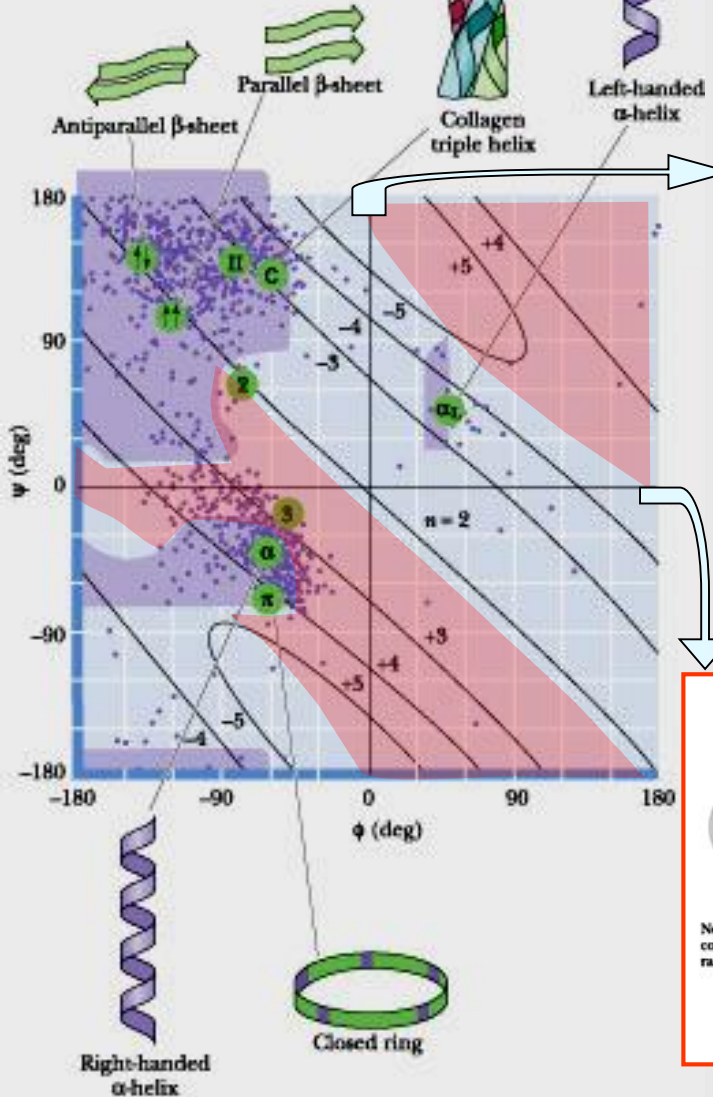 Parallel β-sheet
Antiparallel β-sheet
Collagen
triple helix
Left-handed
α-helix
180
90
0
−90
−180
ψ (deg)
II
C
2
3
α
π
αL
+4
+5
−5
−4
−3
n = 2
+3
+4
+5
−5
−4
−180
−90
0
90
180
ϕ (deg)
Right-handed
α-helix
Closed ring